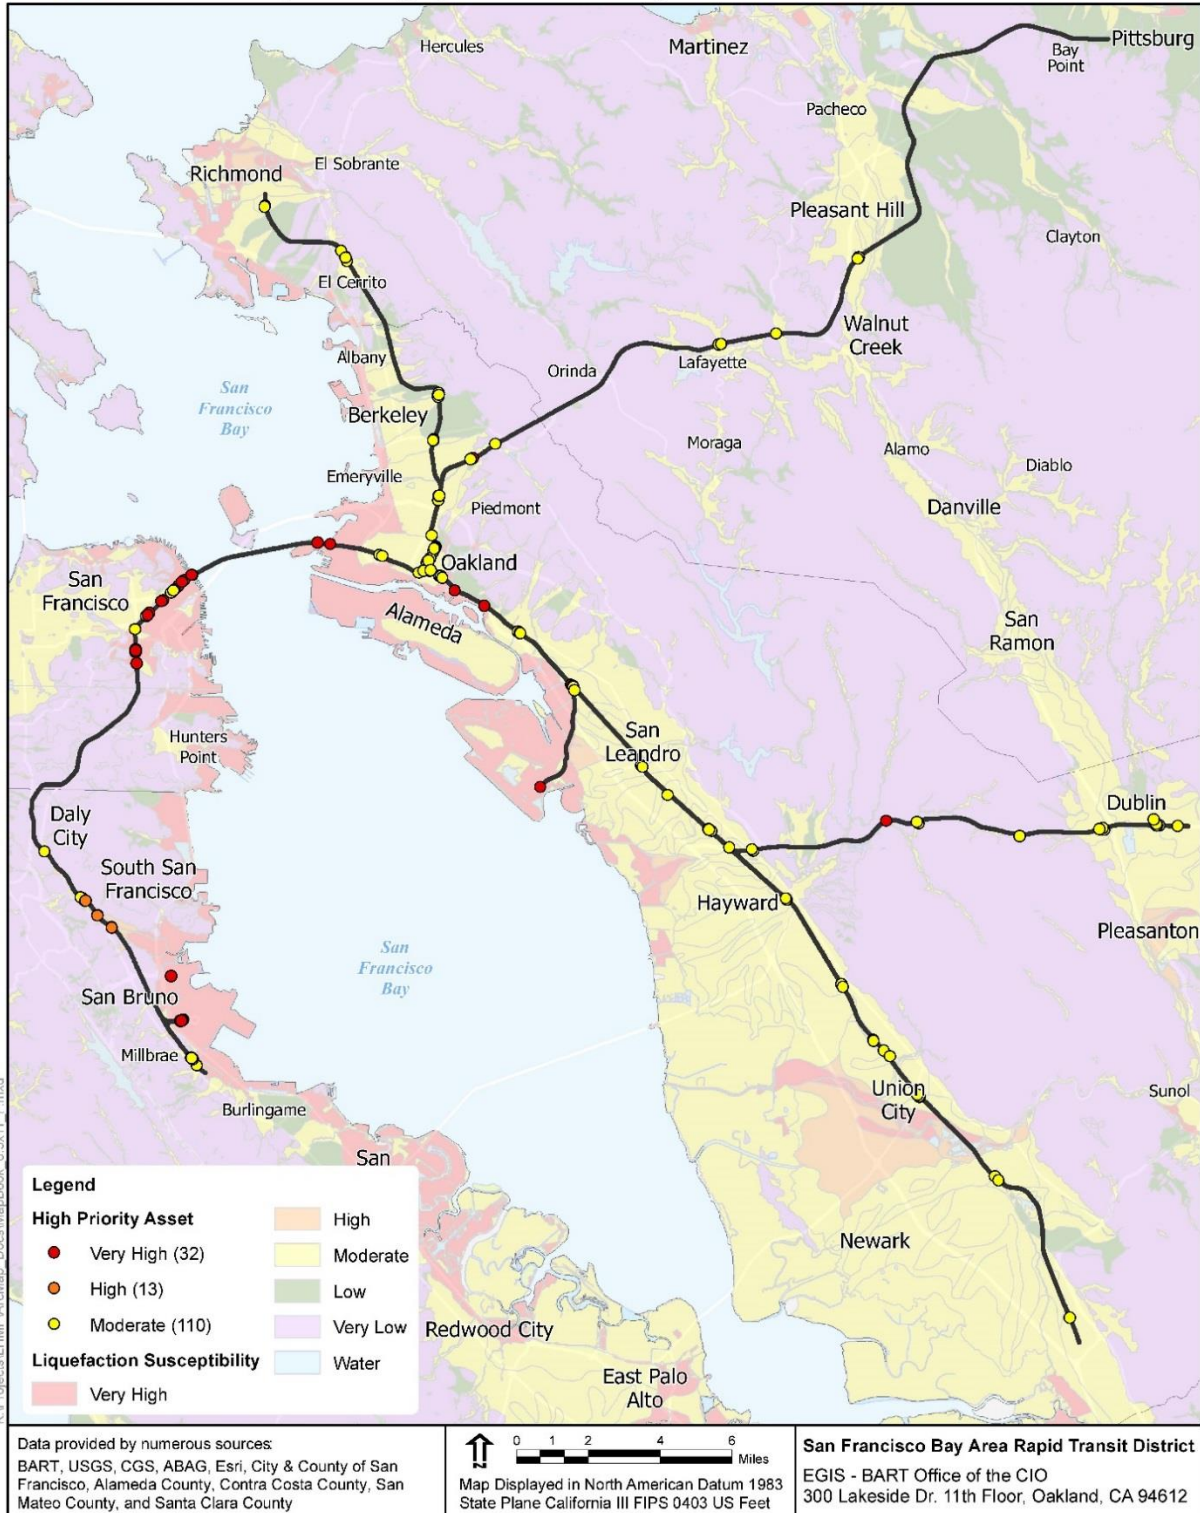 Hercules
Martinez
Pittsburg
Bay
Point
Pacheco
El Sobrante
Richmond
Pleasant Hill
Clayton
El Cerrito
Walnut
Creek
Albany
Orinda
Lafayette
San
Francisco
Bay
Berkeley
Moraga
Alamo
Diablo
Emeryville
Piedmont
Danville
Oakland
San
Francisco
Alameda
San
Ramon
Hunters
Point
San
Leandro
Daly
City
Dublin
South San
Francisco
Hayward
Pleasanton
San
Francisco
Bay
San Bruno
Millbrae
Union
City
Sunol
Burlingame
San
Newark
Redwood City
East Palo
Alto
Legend
High Priority Asset
Very High (32)
High (13)
Moderate (110)
Liquefaction Susceptibility
Very High
High
Moderate
Low
Very Low
Water
Data provided by numerous sources:
BART, USGS, CGS, ABAG, Esri, City & County of San
Francisco, Alameda County, Contra Costa County, San
Mateo County, and Santa Clara County
0 1 2 4 6
Miles
Map Displayed in North American Datum 1983
State Plane California III FIPS 0403 US Feet
San Francisco Bay Area Rapid Transit District
EGIS - BART Office of the CIO
300 Lakeside Dr. 11th Floor, Oakland, CA 94612